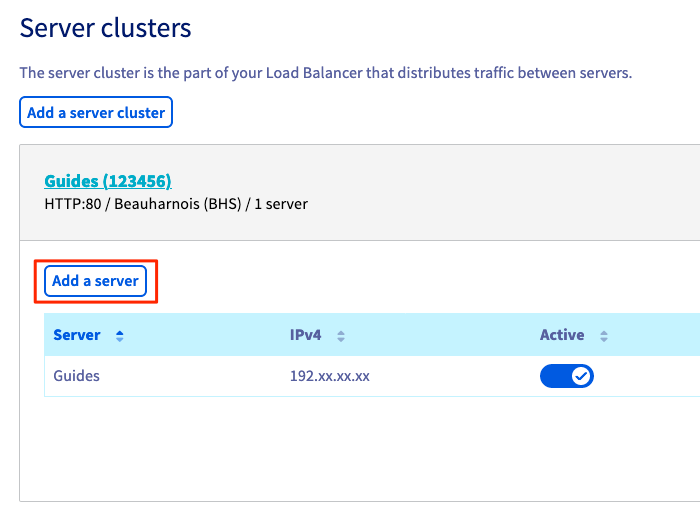 Server clusters
The server cluster is the part of your Load Balancer that distributes traffic between servers.
Add a server cluster
Guides (123456)
HTTP:80 / Beauharnois (BHS) / 1 server
Add a server
Server IPv4 Active
Guides 192.xx.xx.xx